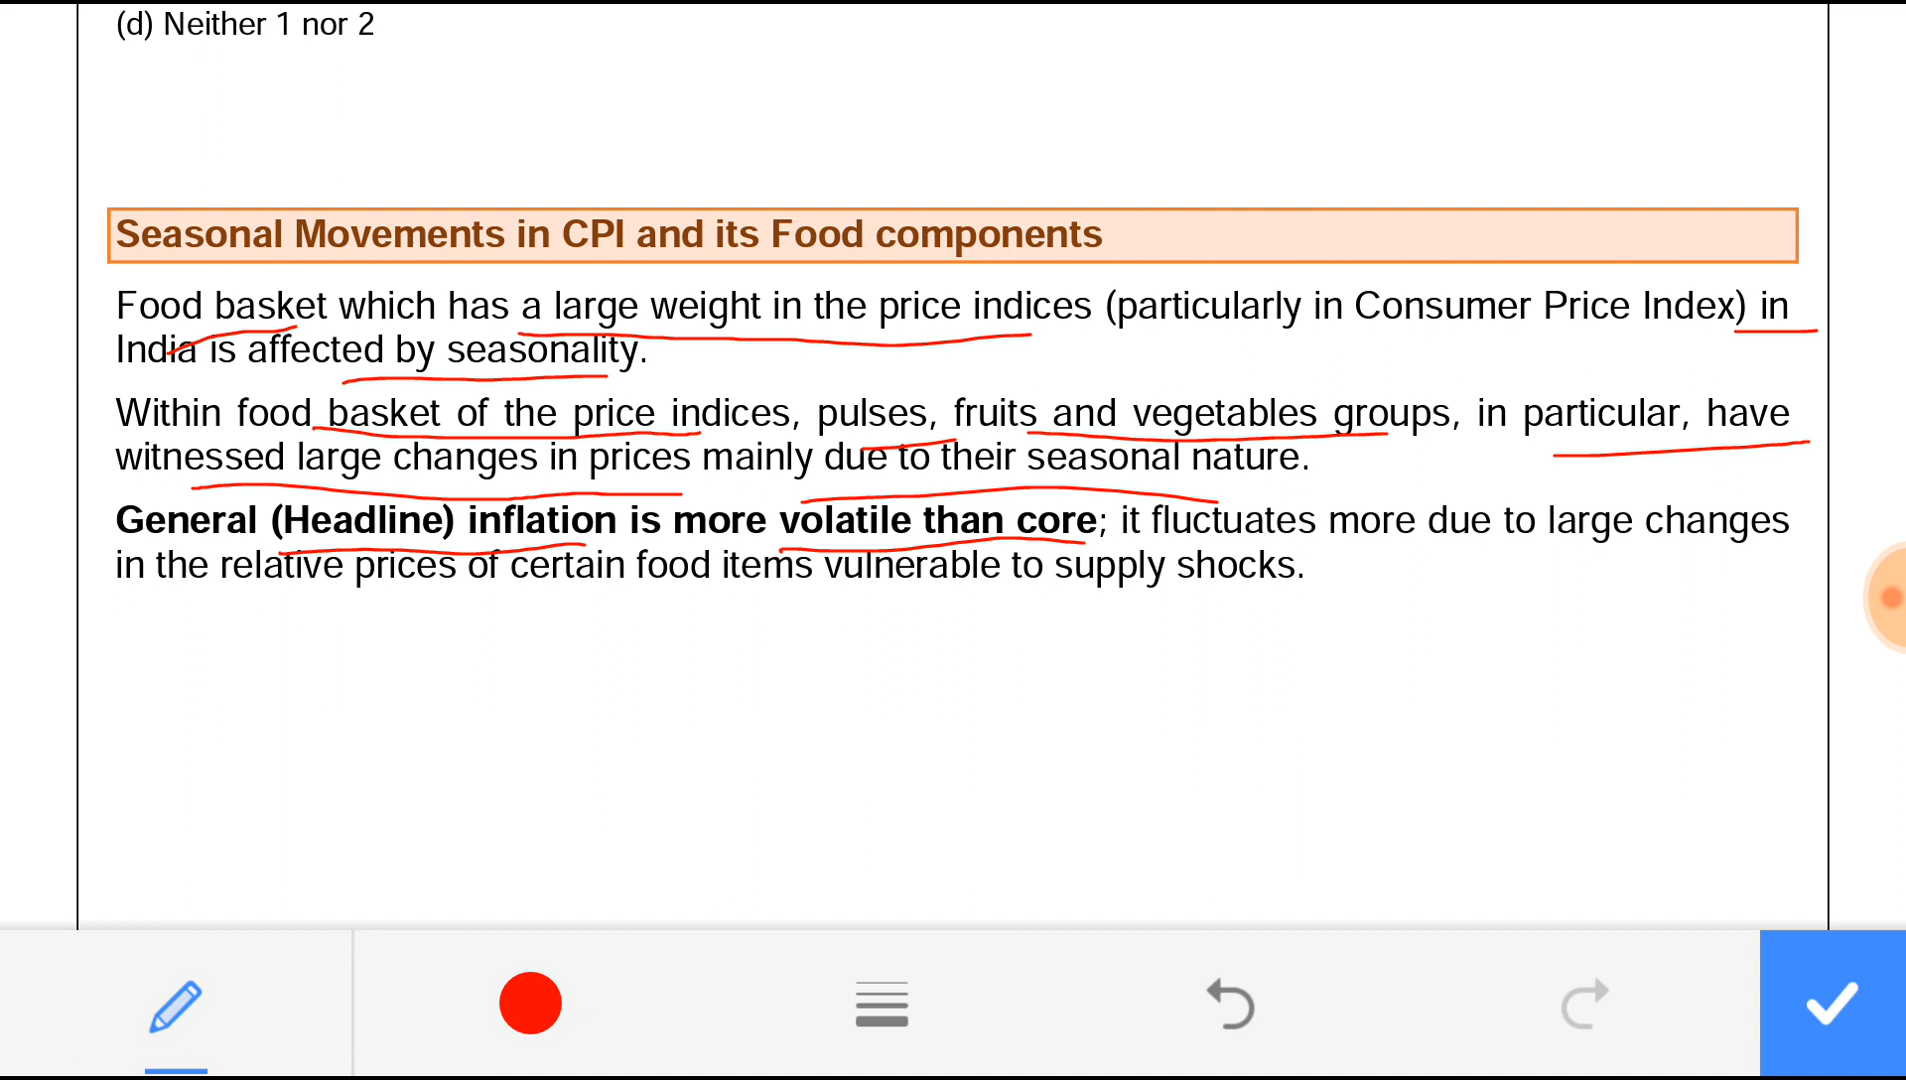 (d) Neither 1 nor 2
Seasonal Movements in CPI and its Food components
Food basket which has a large weight in the price indices (particularly in Consumer Price Index) in
India is affected by seasonality.
Within food basket of the price indices, pulses, fruits and vegetables groups, in particular, have
witnessed large changes in prices mainly due to their seasonal nature.
General (Headline) inflation is more volatile than core; it fluctuates more due to large changes
in the relative prices of certain food items vulnerable to supply shocks.